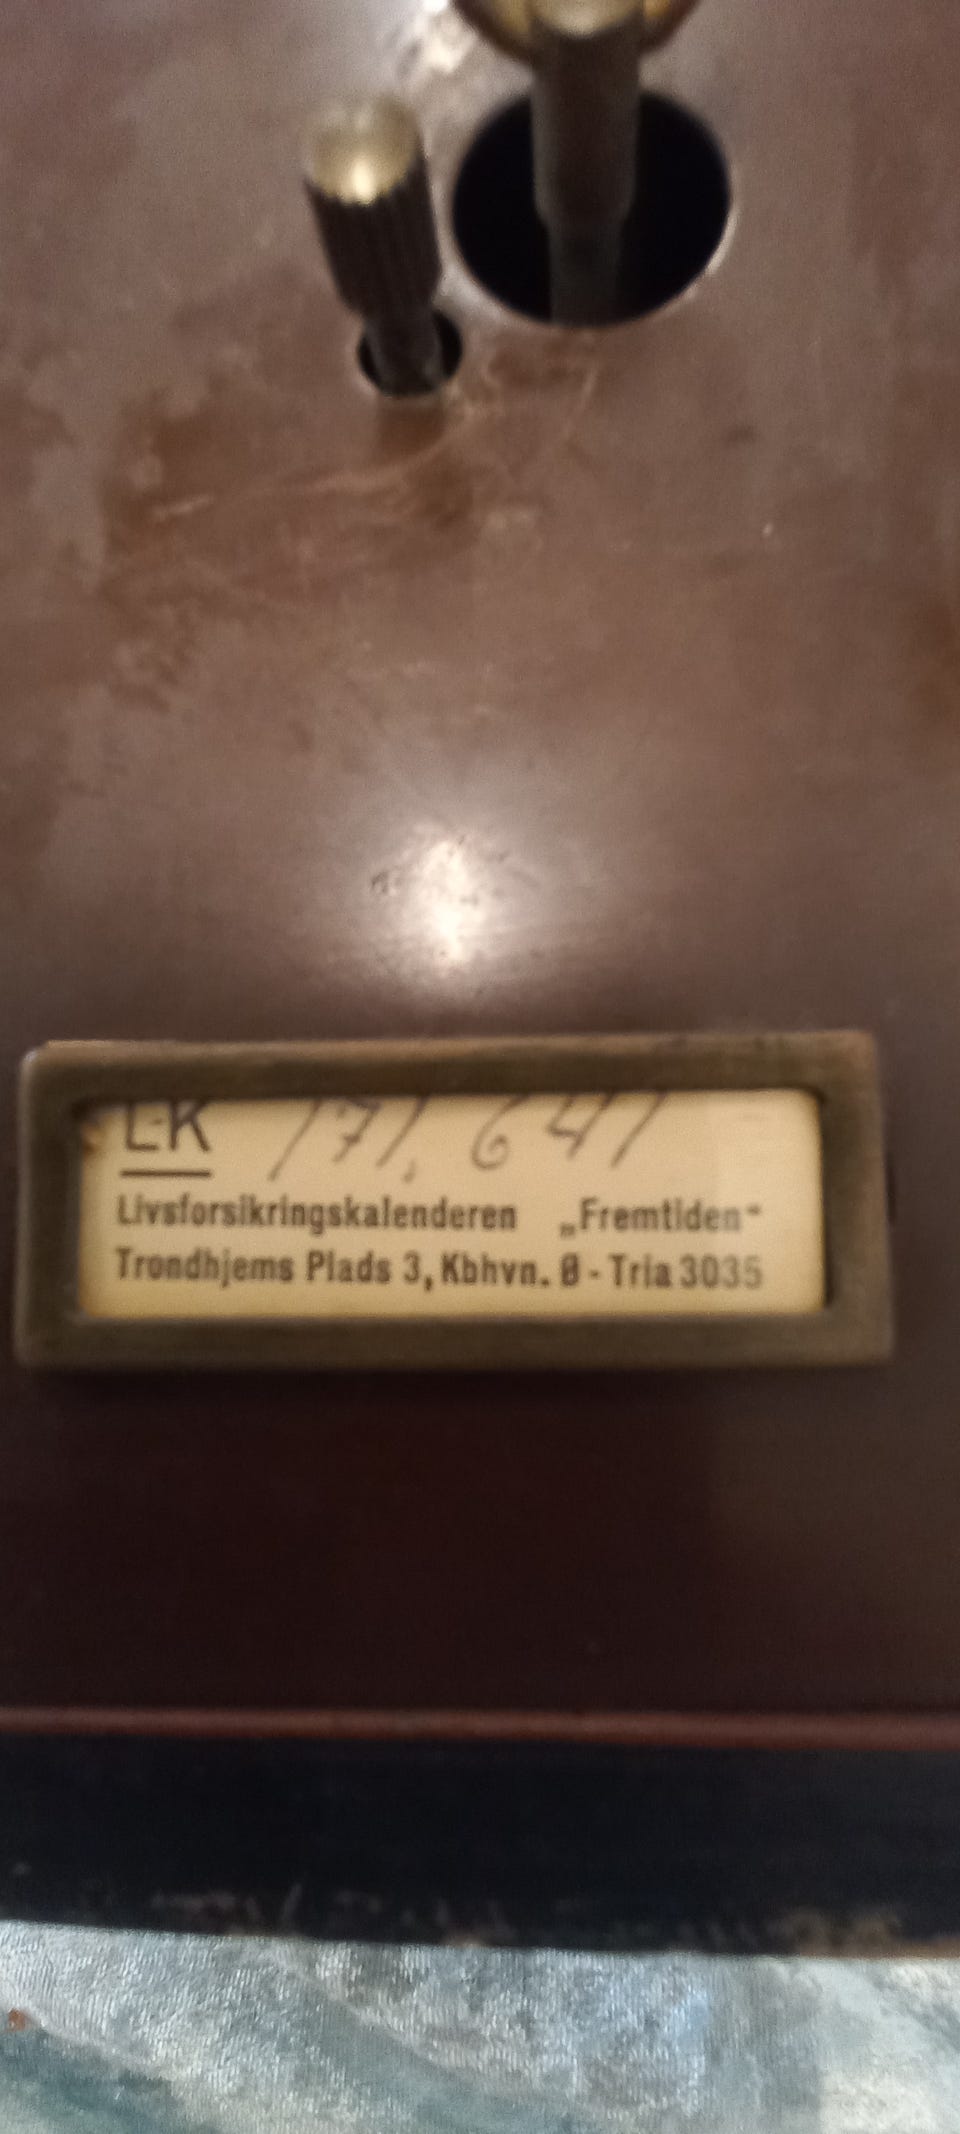 L-K 171,641
Livsforsikringskalenderen „Fremtiden“
Trondhjems Plads 3, Kbhvn. Ø - Tria 3035